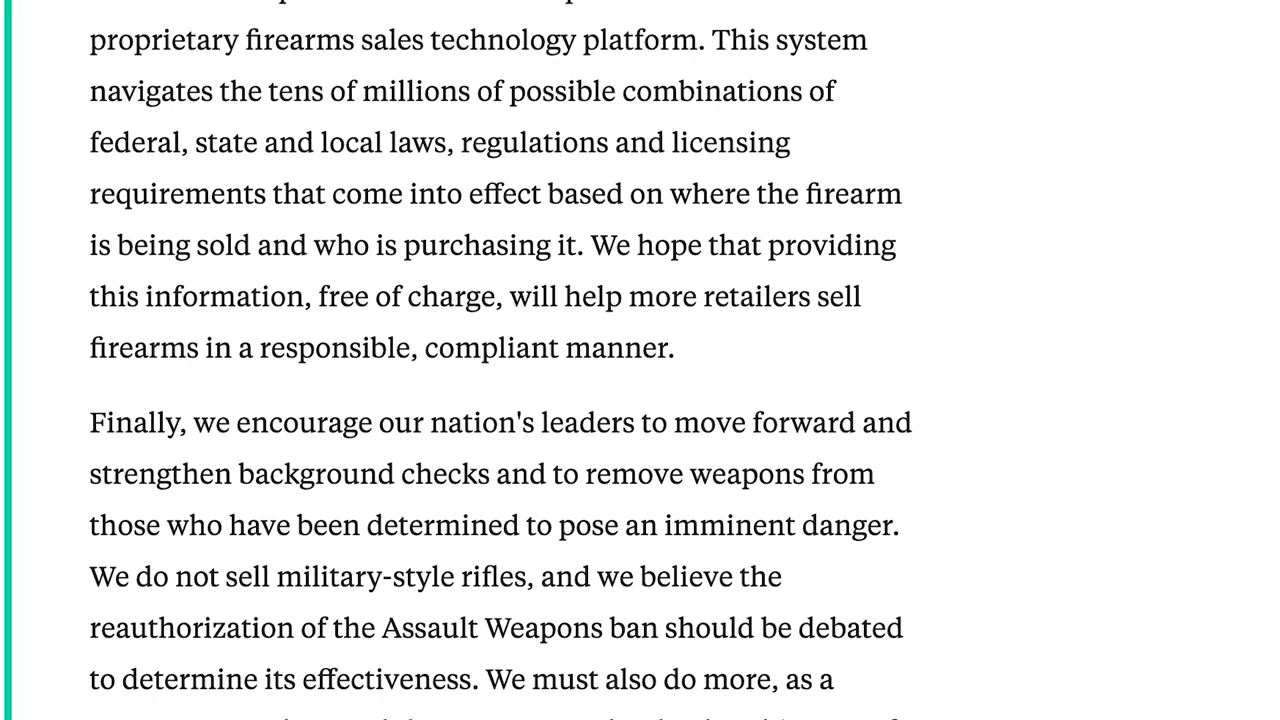 proprietary firearms sales technology platform. This system
navigates the tens of millions of possible combinations of
federal, state and local laws, regulations and licensing
requirements that come into effect based on where the firearm
is being sold and who is purchasing it. We hope that providing
this information, free of charge, will help more retailers sell
firearms in a responsible, compliant manner.
Finally, we encourage our nation's leaders to move forward and
strengthen background checks and to remove weapons from
those who have been determined to pose an imminent danger.
We do not sell military-style rifles, and we believe the
reauthorization of the Assault Weapons ban should be debated
to determine its effectiveness. We must also do more, as a